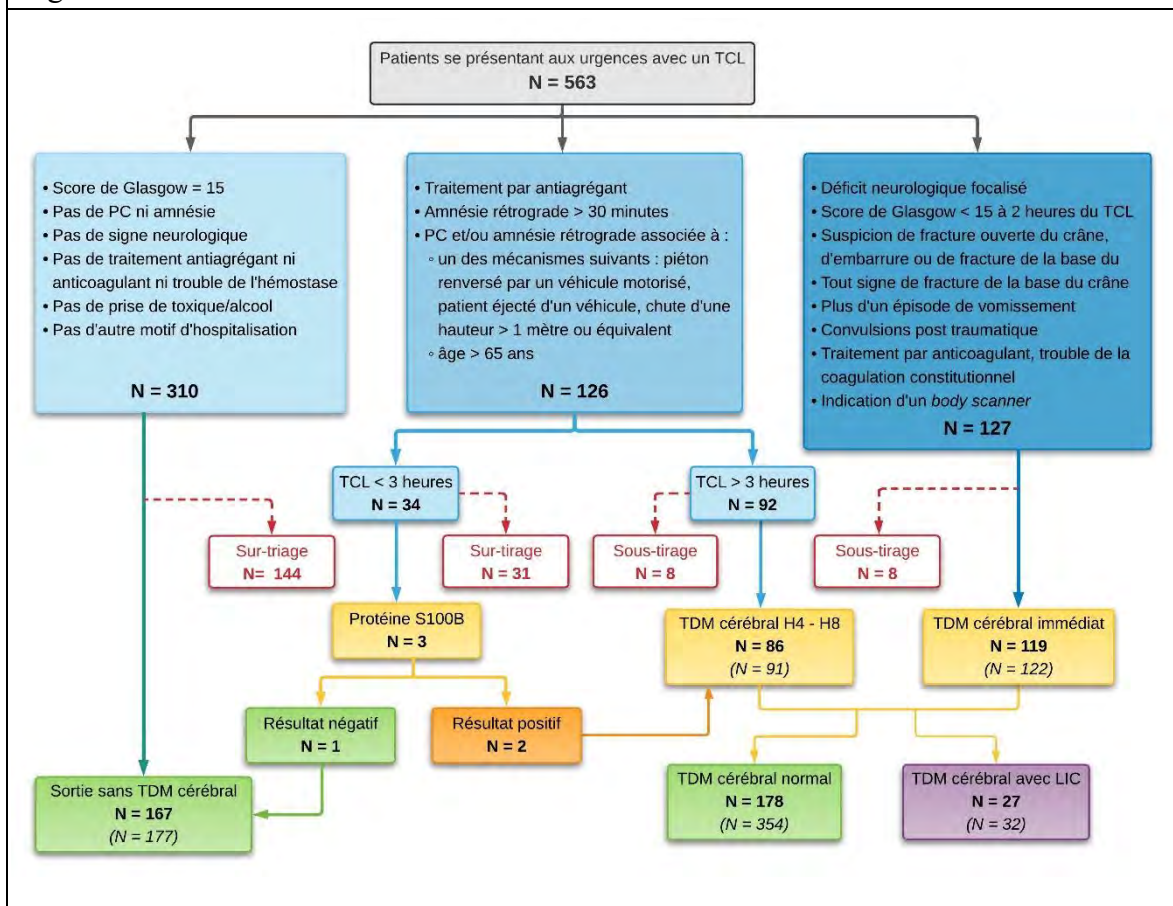 Patients se présentant aux urgences avec un TCL
N = 563
• Score de Glasgow = 15
• Pas de PC ni amnésie
• Pas de signe neurologique
• Pas de traitement antiagrégant ni
anticoagulant ni trouble de l'hémostase
• Pas de prise de toxique/alcool
• Pas d'autre motif d'hospitalisation
N = 310
• Traitement par antiagrégant
• Amnésie rétrograde > 30 minutes
• PC et/ou amnésie rétrograde associée à :
◦ un des mécanismes suivants : piéton
renversé par un véhicule motorisé,
patient éjecté d'un véhicule, chute d'une
hauteur > 1 mètre ou équivalent
◦ âge > 65 ans
N = 126
• Déficit neurologique focalisé
• Score de Glasgow < 15 à 2 heures du TCL
• Suspicion de fracture ouverte du crâne,
d'embarrure ou de fracture de la base du
• Tout signe de fracture de la base du crâne
• Plus d'un épisode de vomissement
• Convulsions post traumatique
• Traitement par anticoagulant, trouble de la
coagulation constitutionnel
• Indication d'un body scanner
N = 127
TCL < 3 heures
N = 34
TCL > 3 heures
N = 92
Sur-triage
N= 144
Sur-tirage
N = 31
Sous-tirage
N = 8
Sous-tirage
N = 8
Protéine S100B
N = 3
TDM cérébral H4 - H8
N = 86
(N = 91)
TDM cérébral immédiat
N = 119
(N = 122)
Résultat négatif
N = 1
Résultat positif
N = 2
Sortie sans TDM cérébral
N = 167
(N = 177)
TDM cérébral normal
N = 178
(N = 354)
TDM cérébral avec LIC
N = 27
(N = 32)